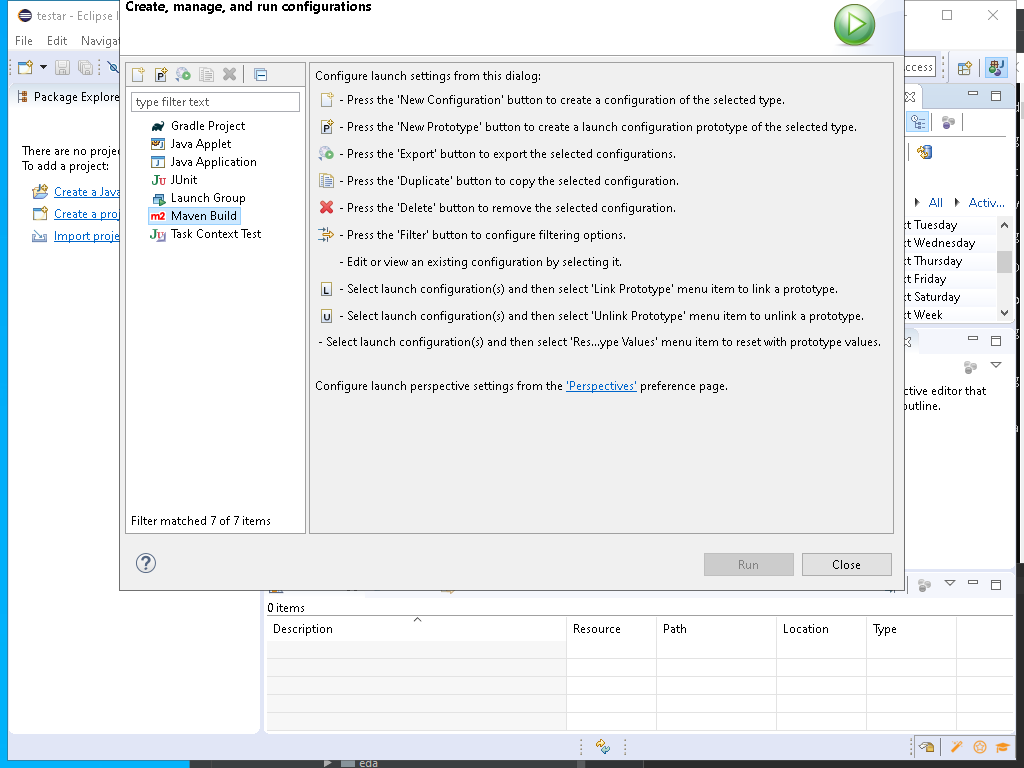 testar - Eclipse I
Create, manage, and run configurations
File Edit Navigat
Package Explore
There are no projec
To add a project:
Create a Java
Create a proj
Import proje
type filter text
Gradle Project
Java Applet
Java Application
JUnit
Launch Group
Maven Build
Task Context Test
Filter matched 7 of 7 items
Configure launch settings from this dialog:
- Press the 'New Configuration' button to create a configuration of the selected type.
- Press the 'New Prototype' button to create a launch configuration prototype of the selected type.
- Press the 'Export' button to export the selected configurations.
- Press the 'Duplicate' button to copy the selected configuration.
- Press the 'Delete' button to remove the selected configuration.
- Press the 'Filter' button to configure filtering options.
- Edit or view an existing configuration by selecting it.
- Select launch configuration(s) and then select 'Link Prototype' menu item to link a prototype.
- Select launch configuration(s) and then select 'Unlink Prototype' menu item to unlink a prototype.
- Select launch configuration(s) and then select 'Res...ype Values' menu item to reset with prototype values.
Configure launch perspective settings from the 'Perspectives' preference page.
Run
Close
ccess
All Activ...
xt Tuesday
xt Wednesday
xt Thursday
xt Friday
xt Saturday
xt Week
ctive editor that
outline.
0 items
Description Resource Path Location Type
eda